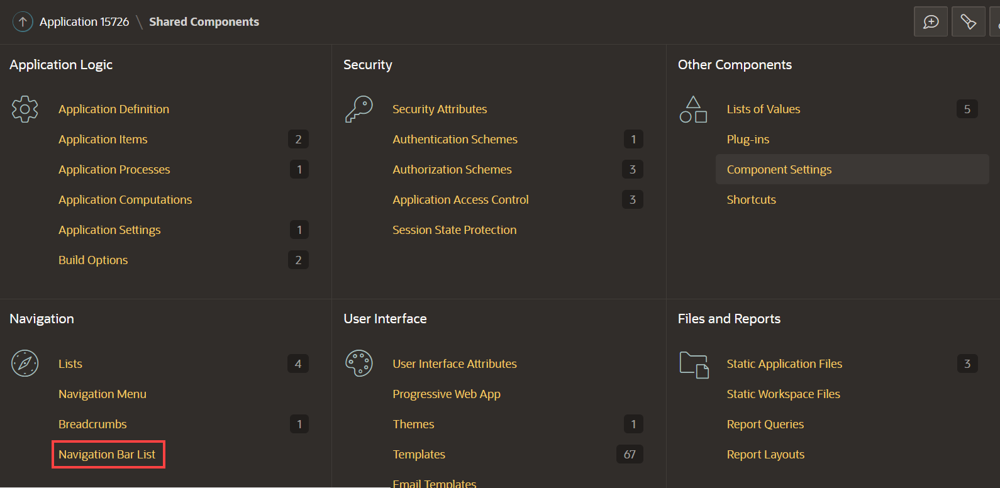 Application 15726 \ Shared Components
Application Logic
Application Definition
Application Items 2
Application Processes 1
Application Computations
Application Settings 1
Build Options 2
Security
Security Attributes
Authentication Schemes 1
Authorization Schemes 3
Application Access Control 3
Session State Protection
Other Components
Lists of Values 5
Plug-ins
Component Settings
Shortcuts
Navigation
Lists 4
Navigation Menu
Breadcrumbs 1
Navigation Bar List
User Interface
User Interface Attributes
Progressive Web App
Themes 1
Templates 67
Email Templates
Files and Reports
Static Application Files 3
Static Workspace Files
Report Queries
Report Layouts